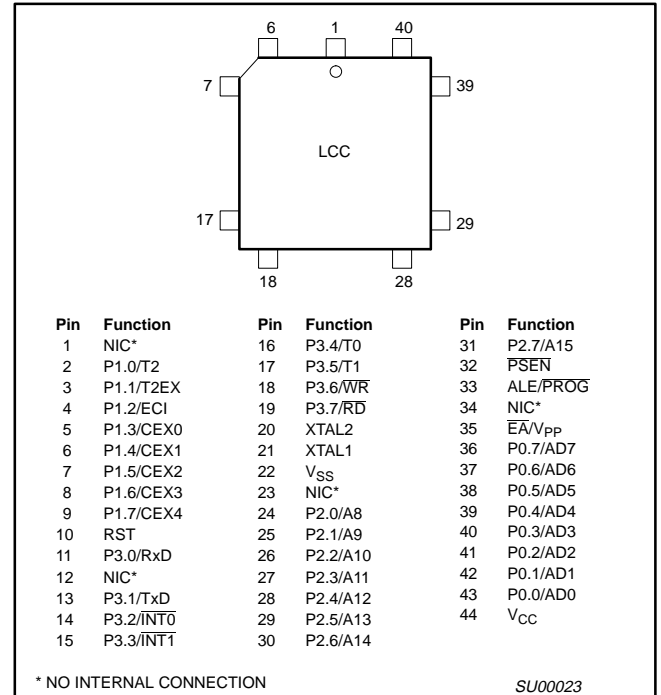 6 1 40
7 39
LCC
17 29
18 28
Pin Function Pin Function Pin Function
1 NIC* 16 P3.4/T0 31 P2.7/A15
2 P1.0/T2 17 P3.5/T1 32 PSEN
3 P1.1/T2EX 18 P3.6/WR 33 ALE/PROG
4 P1.2/ECI 19 P3.7/RD 34 NIC*
5 P1.3/CEX0 20 XTAL2 35 EA/VPP
6 P1.4/CEX1 21 XTAL1 36 P0.7/AD7
7 P1.5/CEX2 22 VSS 37 P0.6/AD6
8 P1.6/CEX3 23 NIC* 38 P0.5/AD5
9 P1.7/CEX4 24 P2.0/A8 39 P0.4/AD4
10 RST 25 P2.1/A9 40 P0.3/AD3
11 P3.0/RxD 26 P2.2/A10 41 P0.2/AD2
12 NIC* 27 P2.3/A11 42 P0.1/AD1
13 P3.1/TxD 28 P2.4/A12 43 P0.0/AD0
14 P3.2/INT0 29 P2.5/A13 44 VCC
15 P3.3/INT1 30 P2.6/A14
* NO INTERNAL CONNECTION SU00023